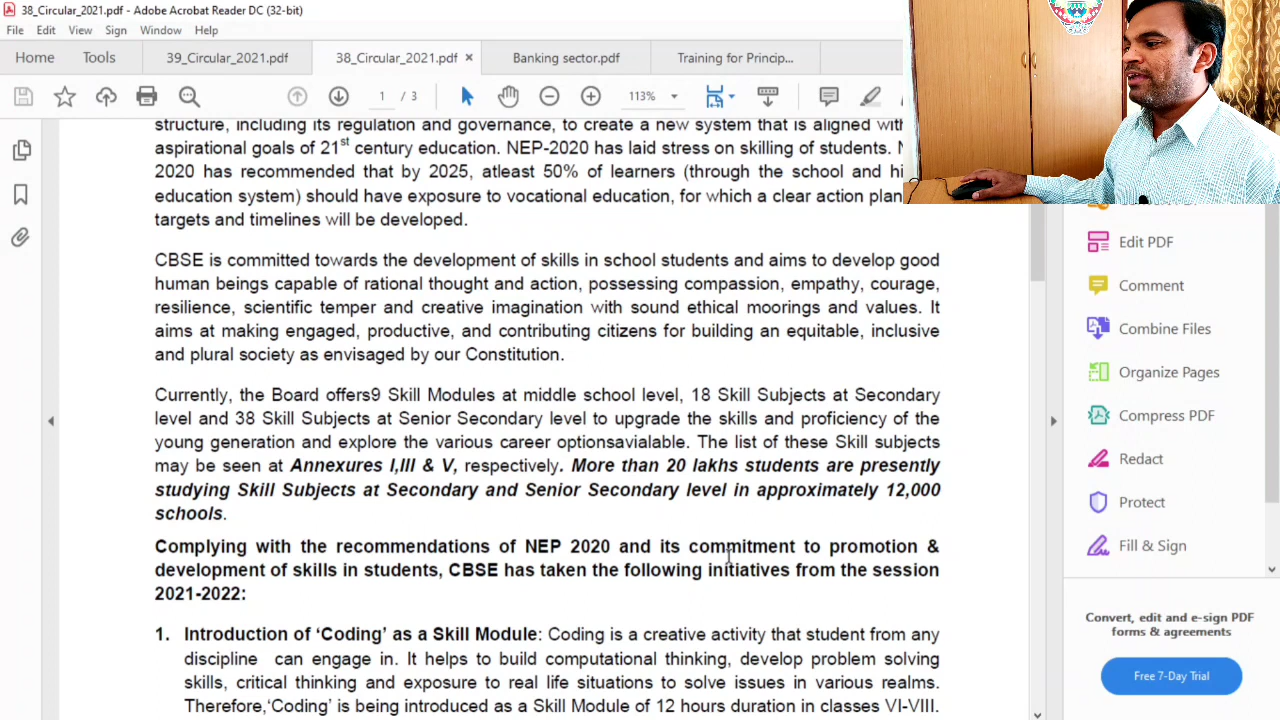 38_Circular_2021.pdf - Adobe Acrobat Reader DC (32-bit)
File Edit View Sign Window Help
Home Tools 39_Circular_2021.pdf 38_Circular_2021.pdf × Banking sector.pdf Training for Princip...
1 / 3 113%
structure, including its regulation and governance, to create a new system that is aligned with
aspirational goals of 21st century education. NEP-2020 has laid stress on skilling of students.
2020 has recommended that by 2025, atleast 50% of learners (through the school and
education system) should have exposure to vocational education, for which a clear action plan
targets and timelines will be developed.
CBSE is committed towards the development of skills in school students and aims to develop good
human beings capable of rational thought and action, possessing compassion, empathy, courage,
resilience, scientific temper and creative imagination with sound ethical moorings and values. It
aims at making engaged, productive, and contributing citizens for building an equitable, inclusive
and plural society as envisaged by our Constitution.
Currently, the Board offers9 Skill Modules at middle school level, 18 Skill Subjects at Secondary
level and 38 Skill Subjects at Senior Secondary level to upgrade the skills and proficiency of the
young generation and explore the various career optionsavialable. The list of these Skill subjects
may be seen at Annexures I,III & V, respectively. More than 20 lakhs students are presently
studying Skill Subjects at Secondary and Senior Secondary level in approximately 12,000
schools.
Complying with the recommendations of NEP 2020 and its commitment to promotion &
development of skills in students, CBSE has taken the following initiatives from the session
2021-2022:
1. Introduction of ‘Coding’ as a Skill Module: Coding is a creative activity that student from any
discipline can engage in. It helps to build computational thinking, develop problem solving
skills, critical thinking and exposure to real life situations to solve issues in various realms.
Therefore,‘Coding’ is being introduced as a Skill Module of 12 hours duration in classes VI-VIII.
Edit PDF
Comment
Combine Files
Organize Pages
Compress PDF
Redact
Protect
Fill & Sign
Convert, edit and e-sign PDF
forms & agreements
Free 7-Day Trial